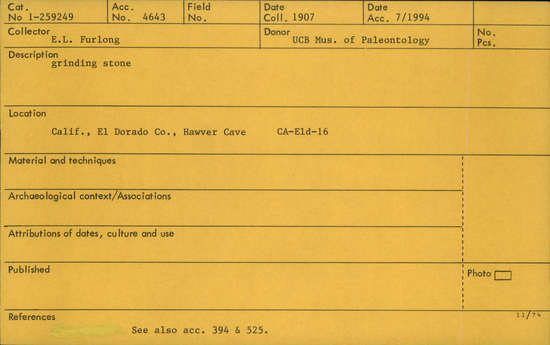 Cat. Acc. Field Date Date
No 1-259249 No. 4643 No. Coll. 1907 Acc. 7/1994
Collector Donor No.
E.L. Furlong UCB Mus. of Paleontology Pcs.
Description
grinding stone
Location
Calif., El Dorado Co., Hawver Cave CA-Eld-16
Material and techniques
Archaeological context/Associations
Attributions of dates, culture and use
Published Photo
References 11/74
See also acc. 394 & 525.